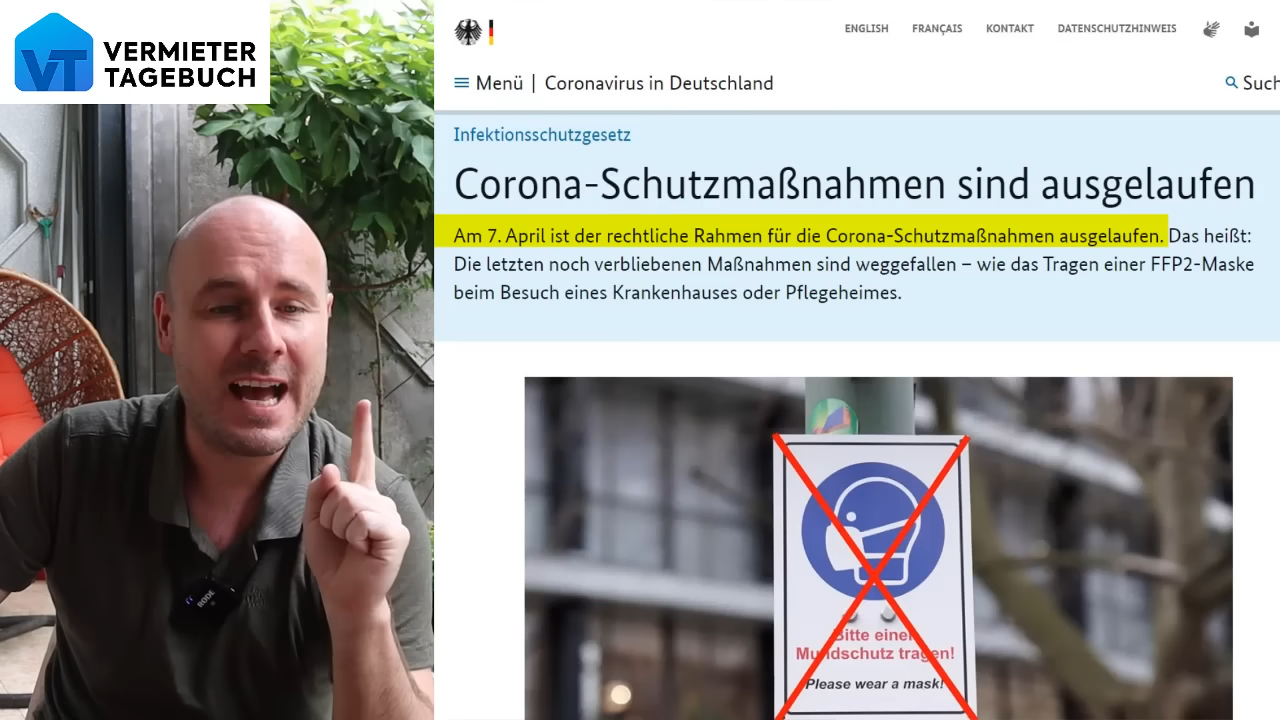 VT VERMIETER
TAGEBUCH
ENGLISH FRANÇAIS KONTAKT DATENSCHUTZHINWEIS
Menü | Coronavirus in Deutschland
Such
Infektionsschutzgesetz
Corona-Schutzmaßnahmen sind ausgelaufen
Am 7. April ist der rechtliche Rahmen für die Corona-Schutzmaßnahmen ausgelaufen. Das heißt:
Die letzten noch verbliebenen Maßnahmen sind weggefallen – wie das Tragen einer FFP2-Maske
beim Besuch eines Krankenhauses oder Pflegeheimes.
Bitte einen
Mundschutz tragen!
Please wear a mask!
RODE